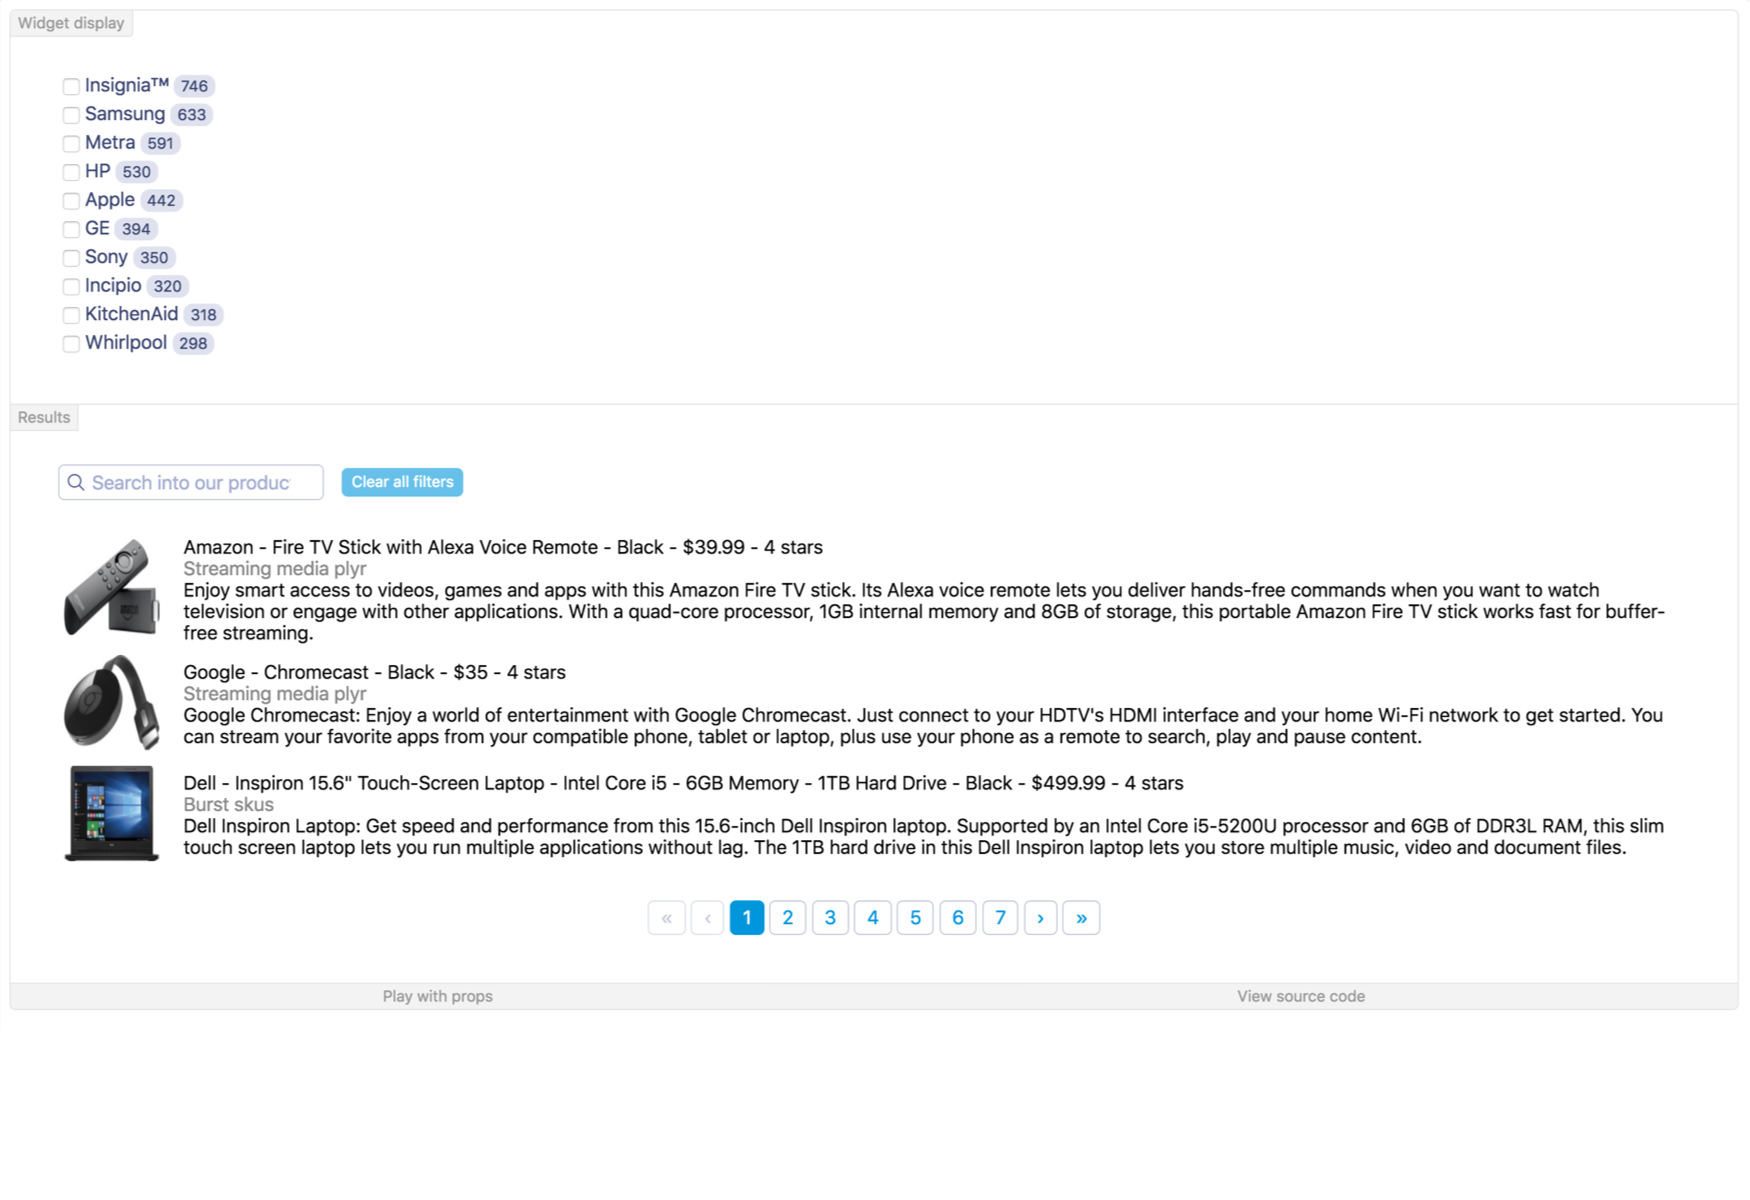 Widget display
Insignia™ 746
Samsung 633
Metra 591
HP 530
Apple 442
GE 394
Sony 350
Incipio 320
KitchenAid 318
Whirlpool 298
Results
Search into our produc
Clear all filters
Amazon - Fire TV Stick with Alexa Voice Remote - Black - $39.99 - 4 stars
Streaming media plyr
Enjoy smart access to videos, games and apps with this Amazon Fire TV stick. Its Alexa voice remote lets you deliver hands-free commands when you want to watch
television or engage with other applications. With a quad-core processor, 1GB internal memory and 8GB of storage, this portable Amazon Fire TV stick works fast for buffer-
free streaming.
Google - Chromecast - Black - $35 - 4 stars
Streaming media plyr
Google Chromecast: Enjoy a world of entertainment with Google Chromecast. Just connect to your HDTV's HDMI interface and your home Wi-Fi network to get started. You
can stream your favorite apps from your compatible phone, tablet or laptop, plus use your phone as a remote to search, play and pause content.
Dell - Inspiron 15.6" Touch-Screen Laptop - Intel Core i5 - 6GB Memory - 1TB Hard Drive - Black - $499.99 - 4 stars
Burst skus
Dell Inspiron Laptop: Get speed and performance from this 15.6-inch Dell Inspiron laptop. Supported by an Intel Core i5-5200U processor and 6GB of DDR3L RAM, this slim
touch screen laptop lets you run multiple applications without lag. The 1TB hard drive in this Dell Inspiron laptop lets you store multiple music, video and document files.
« ‹ 1 2 3 4 5 6 7 › »
Play with props
View source code